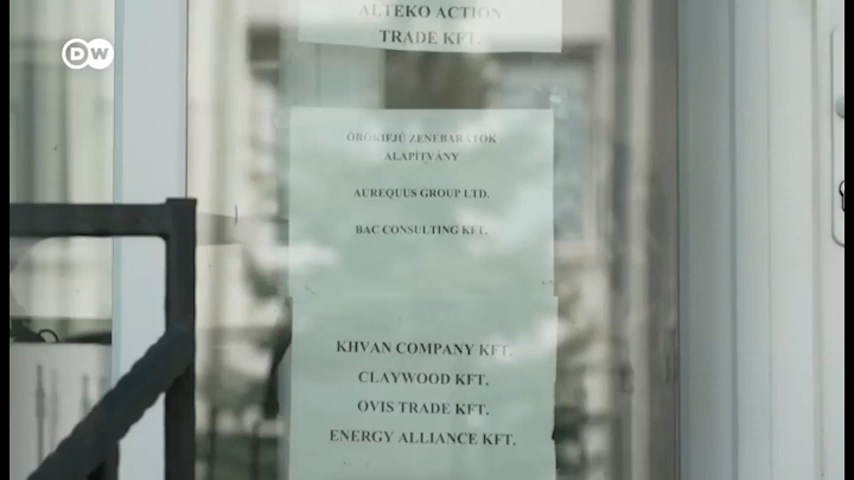 DW
ALTEKO ACTION
TRADE KFT.
ÖRÖKIFJÚ ZENEBARÁTOK
ALAPÍTVÁNY
AUREQUUS GROUP LTD.
BAC CONSULTING KFT.
KHVAN COMPANY KFT.
CLAYWOOD KFT.
OVIS TRADE KFT.
ENERGY ALLIANCE KFT.